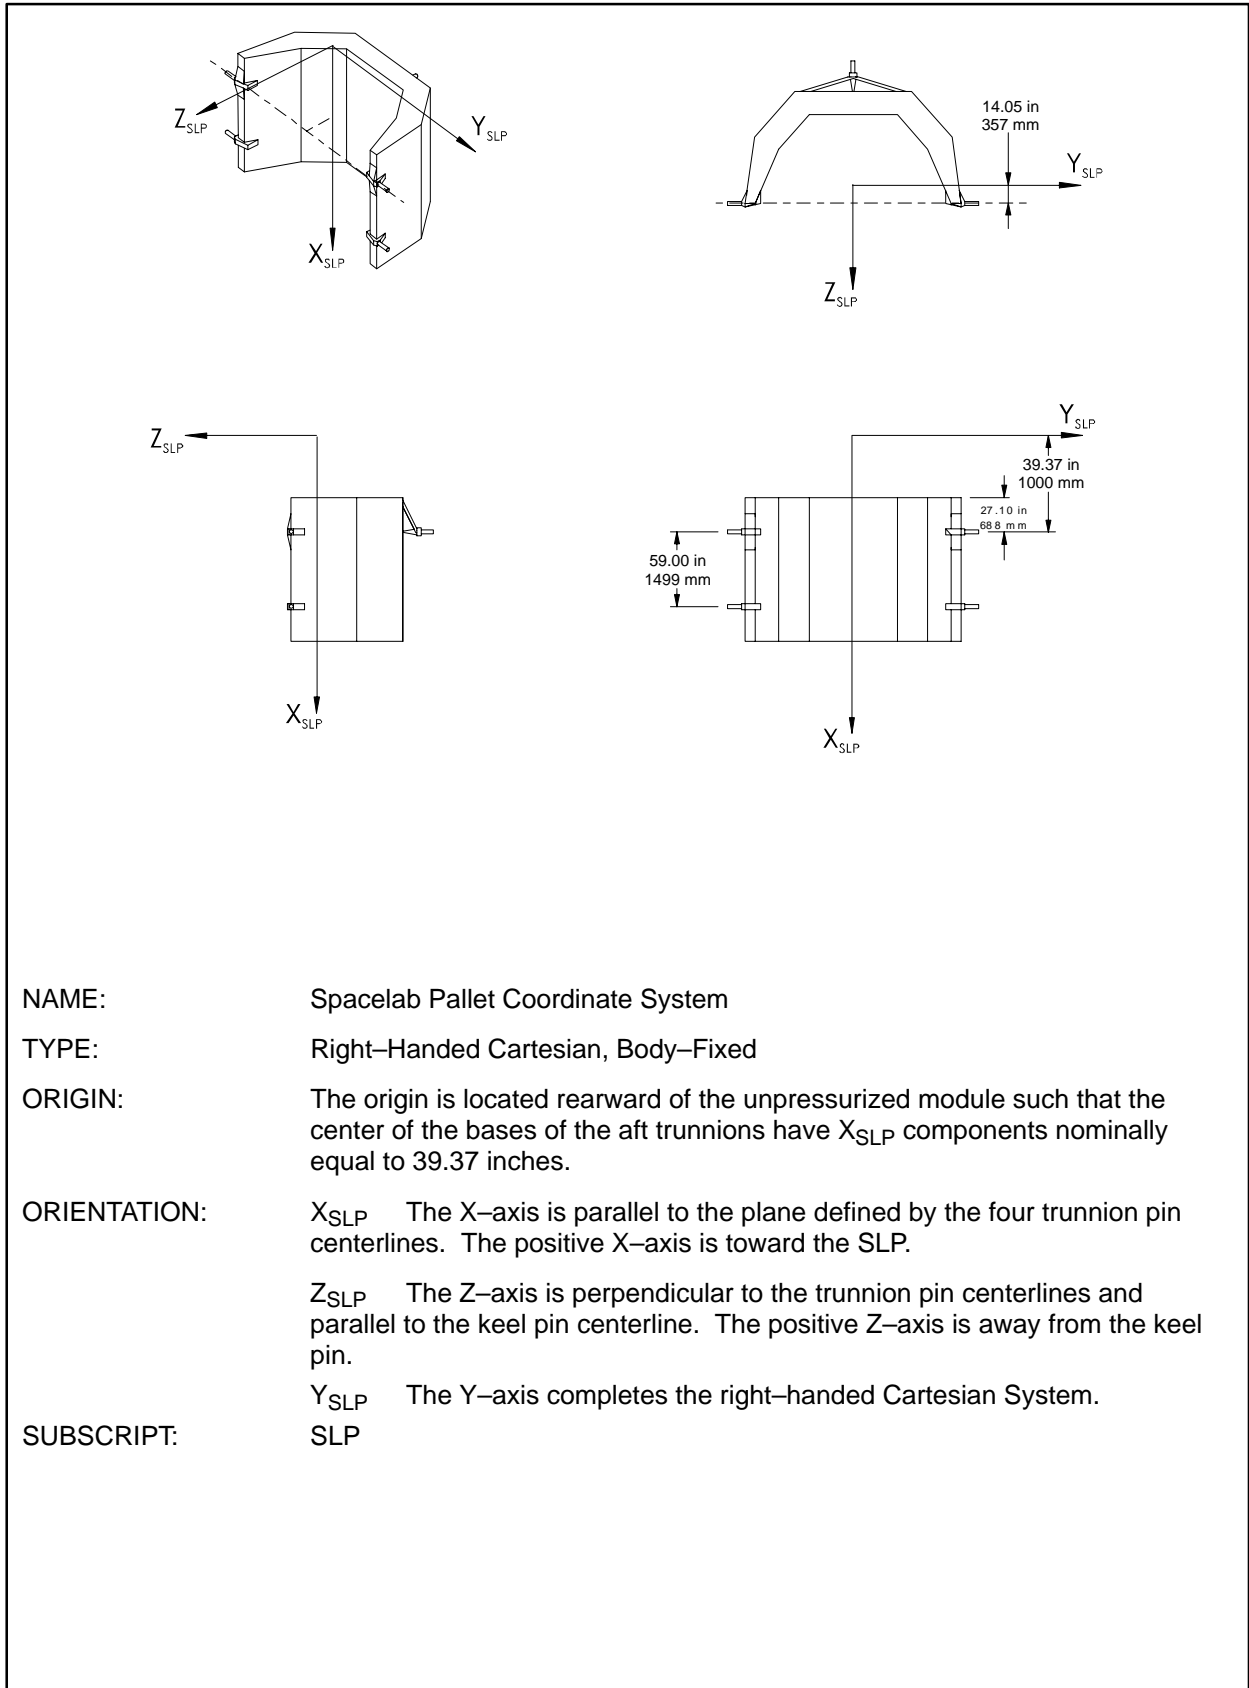 Z SLP
Y SLP
X SLP
14.05 in
357 mm
Y SLP
Z SLP
Z SLP
X SLP
Y SLP
39.37 in
1000 mm
27.10 in
688 mm
59.00 in
1499 mm
X SLP
NAME: Spacelab Pallet Coordinate System
TYPE: Right–Handed Cartesian, Body–Fixed
ORIGIN: The origin is located rearward of the unpressurized module such that the
center of the bases of the aft trunnions have XSLP components nominally
equal to 39.37 inches.
ORIENTATION: XSLP The X–axis is parallel to the plane defined by the four trunnion pin
centerlines. The positive X–axis is toward the SLP.
ZSLP The Z–axis is perpendicular to the trunnion pin centerlines and
parallel to the keel pin centerline. The positive Z–axis is away from the keel
pin.
YSLP The Y–axis completes the right–handed Cartesian System.
SUBSCRIPT: SLP